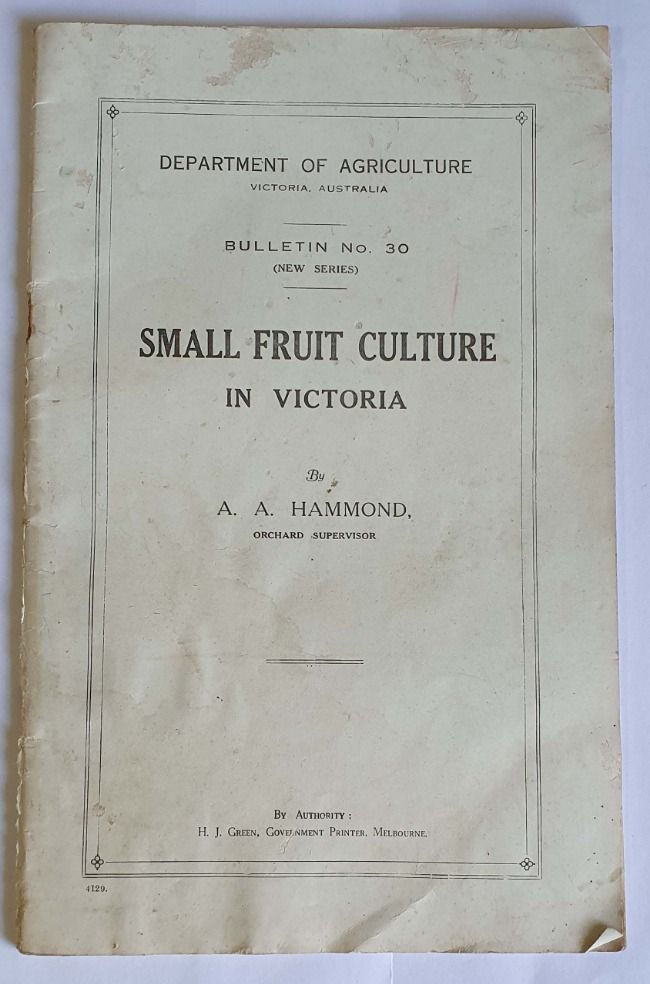 DEPARTMENT OF AGRICULTURE
VICTORIA, AUSTRALIA
BULLETIN No. 30
(NEW SERIES)
SMALL FRUIT CULTURE
IN VICTORIA
By
A. A. HAMMOND,
ORCHARD SUPERVISOR
By Authority :
H. J. Green, Government Printer, Melbourne.
4129.